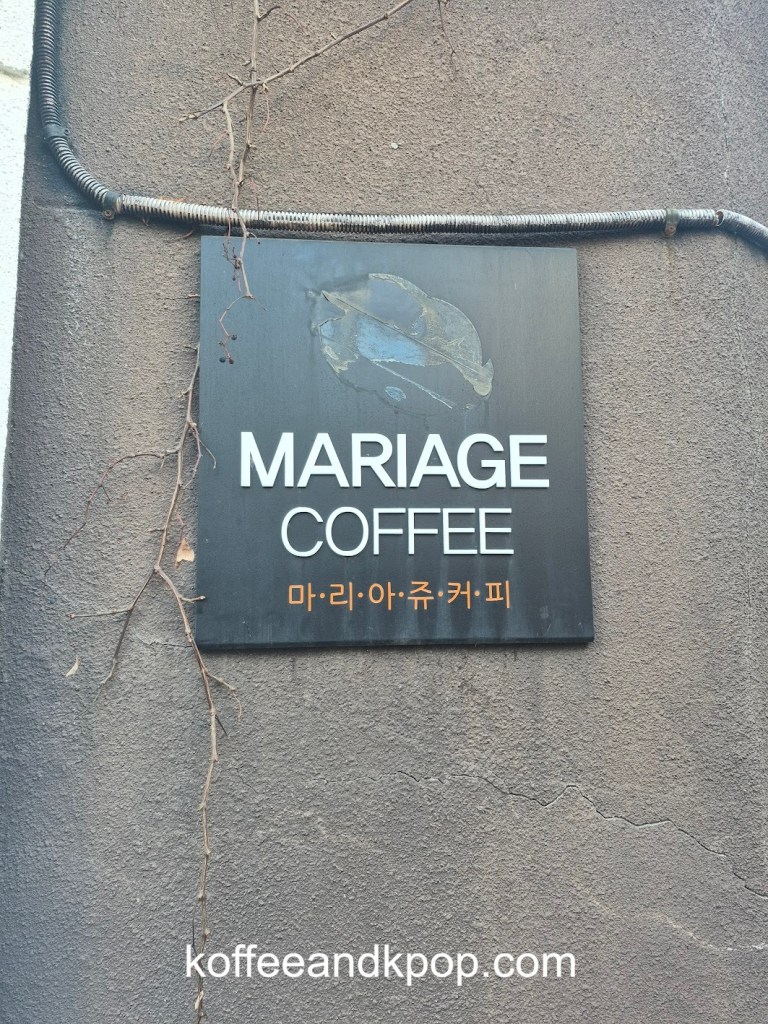 MARIAGE
COFFEE
마·리·아·쥬·커·피
koffeeandkpop.com